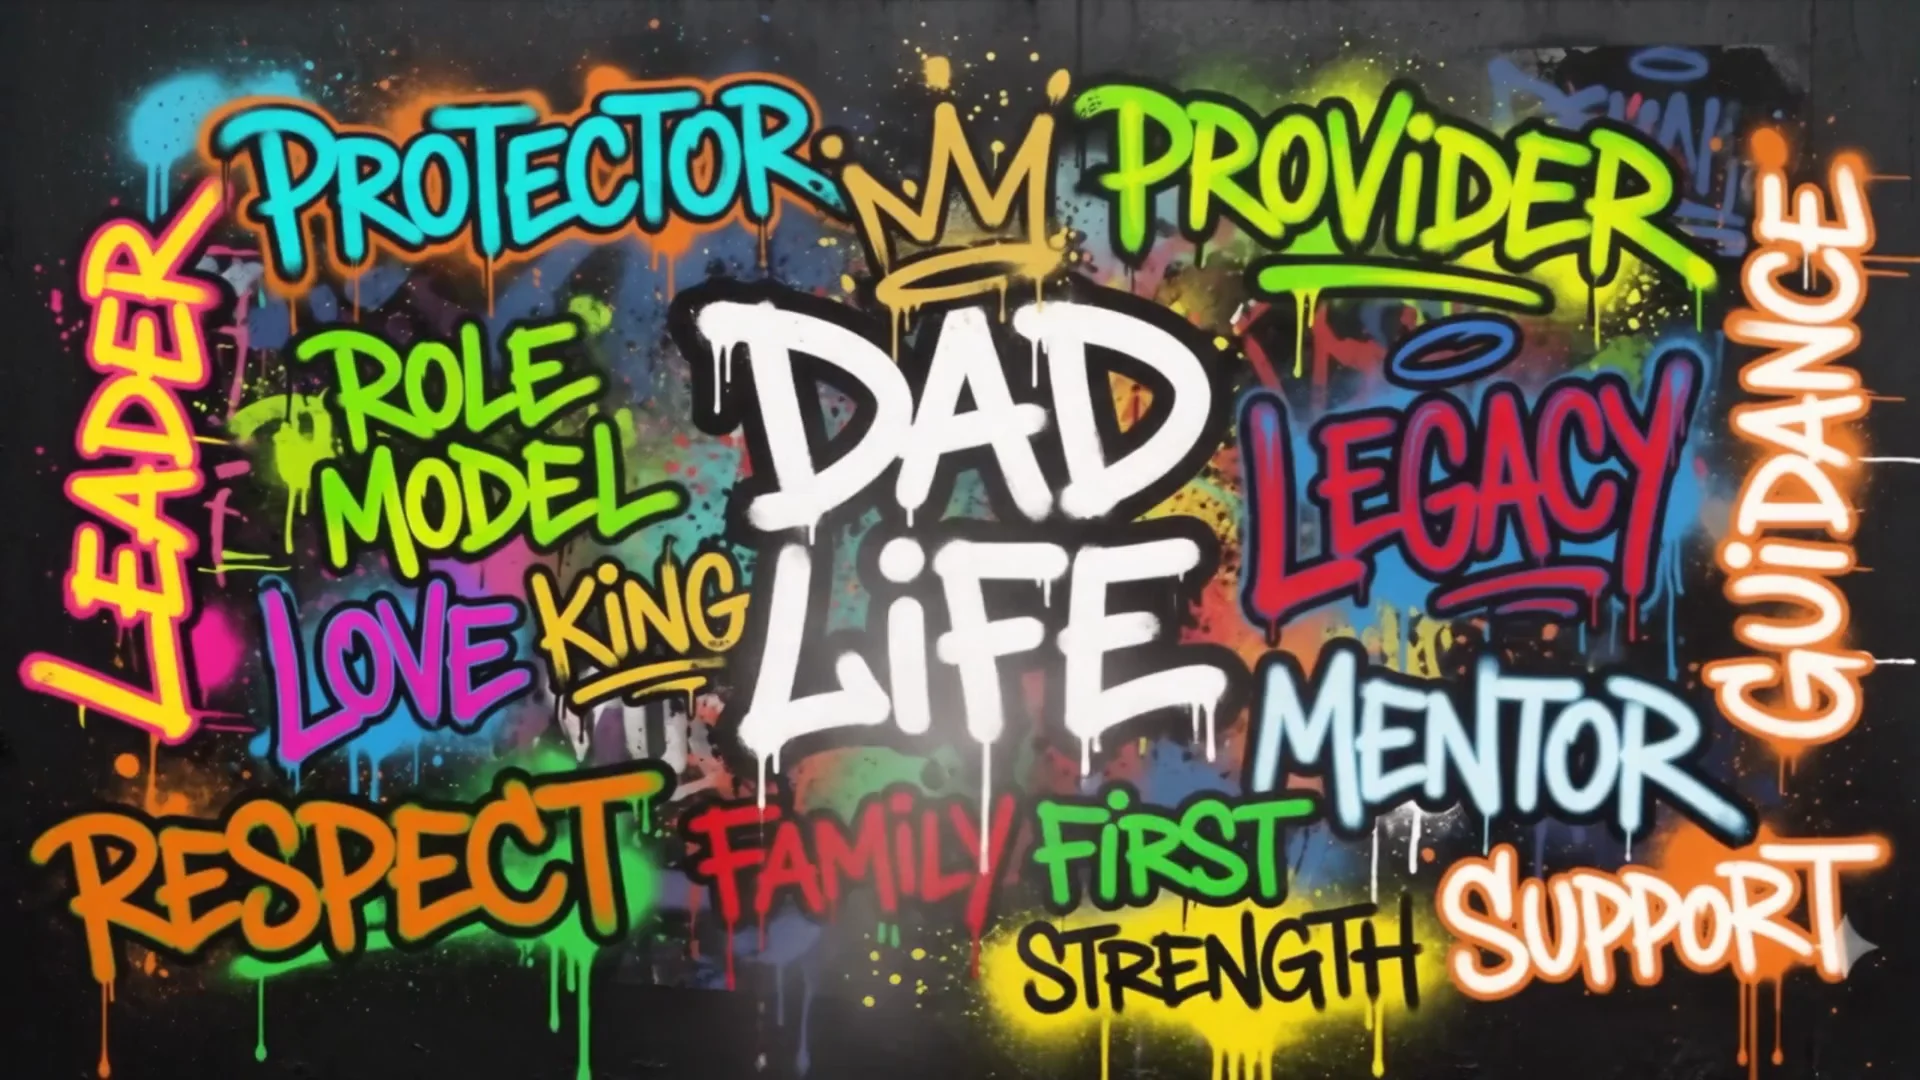 PROTECTOR
PROViDER
LEADER
ROLE
MODEL
DAD
LiFE
LEGACY
GUiDANCE
LOVE
KiNG
MENTOR
RESPECT
FAMiLY FiRST
STRENGTH
SUPPORT